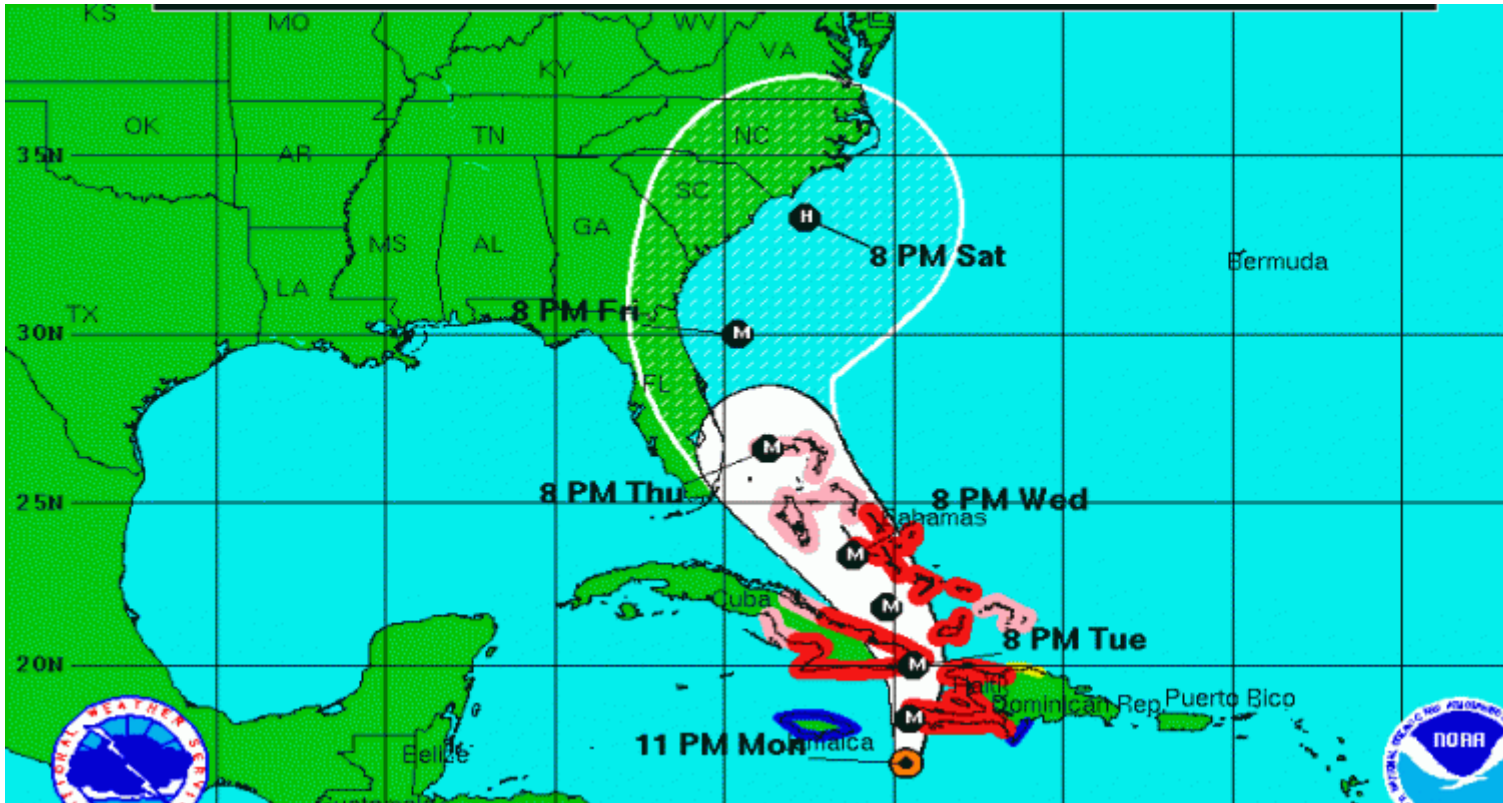 KS
MO
WV
VA
KY
OK
TN
NC
AR
35N
SC
MS
AL
GA
8 PM Sat
Bermuda
LA
TX
8 PM Fri
30N
FL
8 PM Thu
8 PM Wed
25N
Bahamas
Cuba
8 PM Tue
20N
Haiti
Dominican Rep
Puerto Rico
11 PM Mon
Jamaica
Belize
WEATHER
NOAA